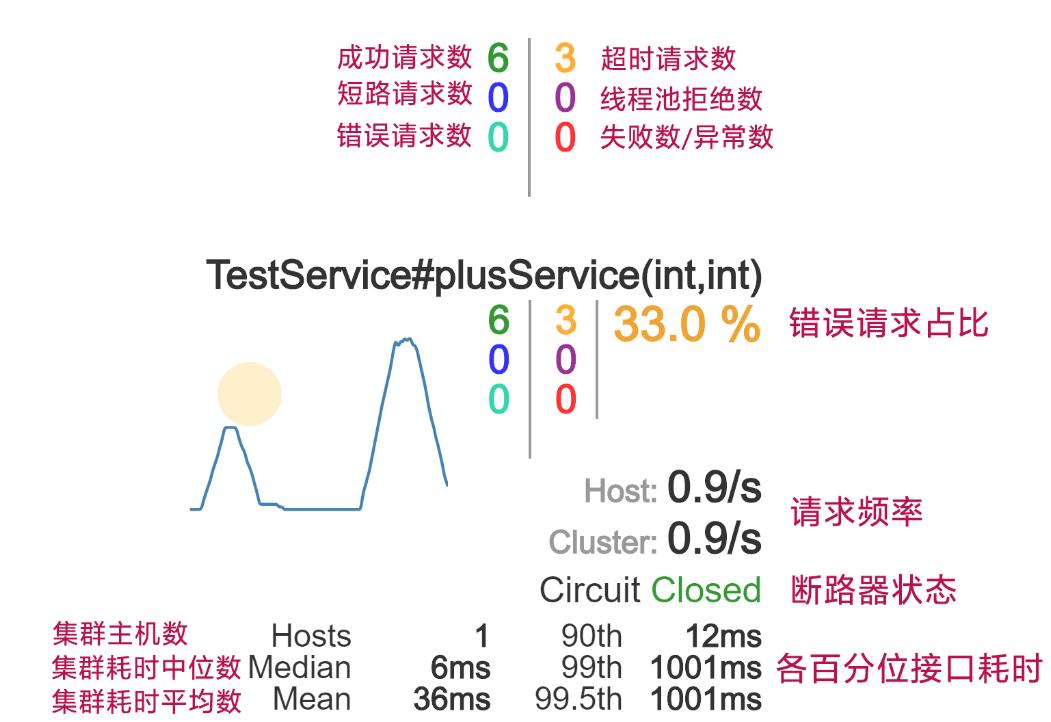 成功请求数 6 3 超时请求数
短路请求数 0 0 线程池拒绝数
错误请求数 0 0 失败数/异常数
TestService#plusService(int,int)
6 3 33.0 % 错误请求占比
0 0
0 0
Host: 0.9/s
请求频率
Cluster: 0.9/s
Circuit Closed 断路器状态
集群主机数 Hosts 1 90th 12ms
集群耗时中位数 Median 6ms 99th 1001ms 各百分位接口耗时
集群耗时平均数 Mean 36ms 99.5th 1001ms